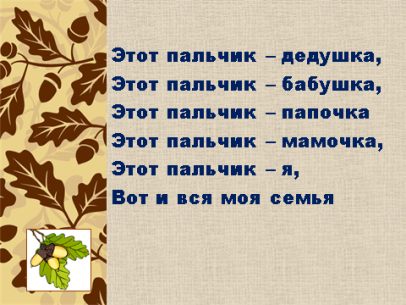 Этот пальчик – дедушка,
Этот пальчик – бабушка,
Этот пальчик – папочка
Этот пальчик – мамочка,
Этот пальчик – я,
Вот и вся моя семья